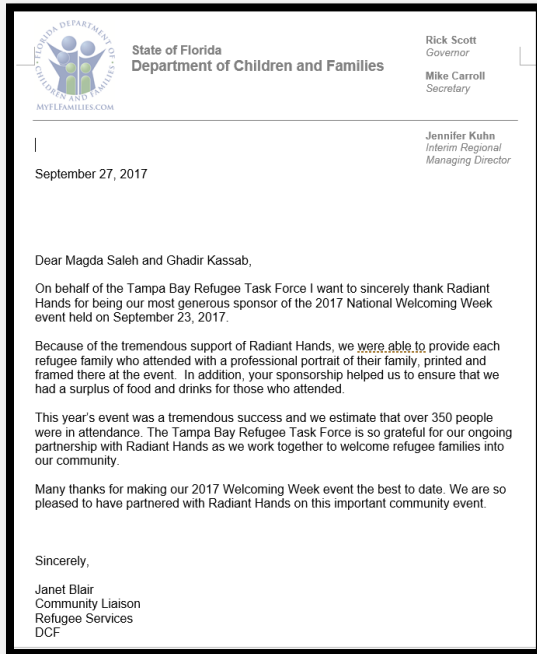 FLORIDA DEPARTMENT OF
CHILDREN AND FAMILIES
MYFLFAMILIES.COM
State of Florida
Department of Children and Families
Rick Scott
Governor
Mike Carroll
Secretary
Jennifer Kuhn
Interim Regional
Managing Director
September 27, 2017
Dear Magda Saleh and Ghadir Kassab,
On behalf of the Tampa Bay Refugee Task Force I want to sincerely thank Radiant
Hands for being our most generous sponsor of the 2017 National Welcoming Week
event held on September 23, 2017.
Because of the tremendous support of Radiant Hands, we were able to provide each
refugee family who attended with a professional portrait of their family, printed and
framed there at the event.  In addition, your sponsorship helped us to ensure that we
had a surplus of food and drinks for those who attended.
This year's event was a tremendous success and we estimate that over 350 people
were in attendance. The Tampa Bay Refugee Task Force is so grateful for our ongoing
partnership with Radiant Hands as we work together to welcome refugee families into
our community.
Many thanks for making our 2017 Welcoming Week event the best to date. We are so
pleased to have partnered with Radiant Hands on this important community event.
Sincerely,
Janet Blair
Community Liaison
Refugee Services
DCF